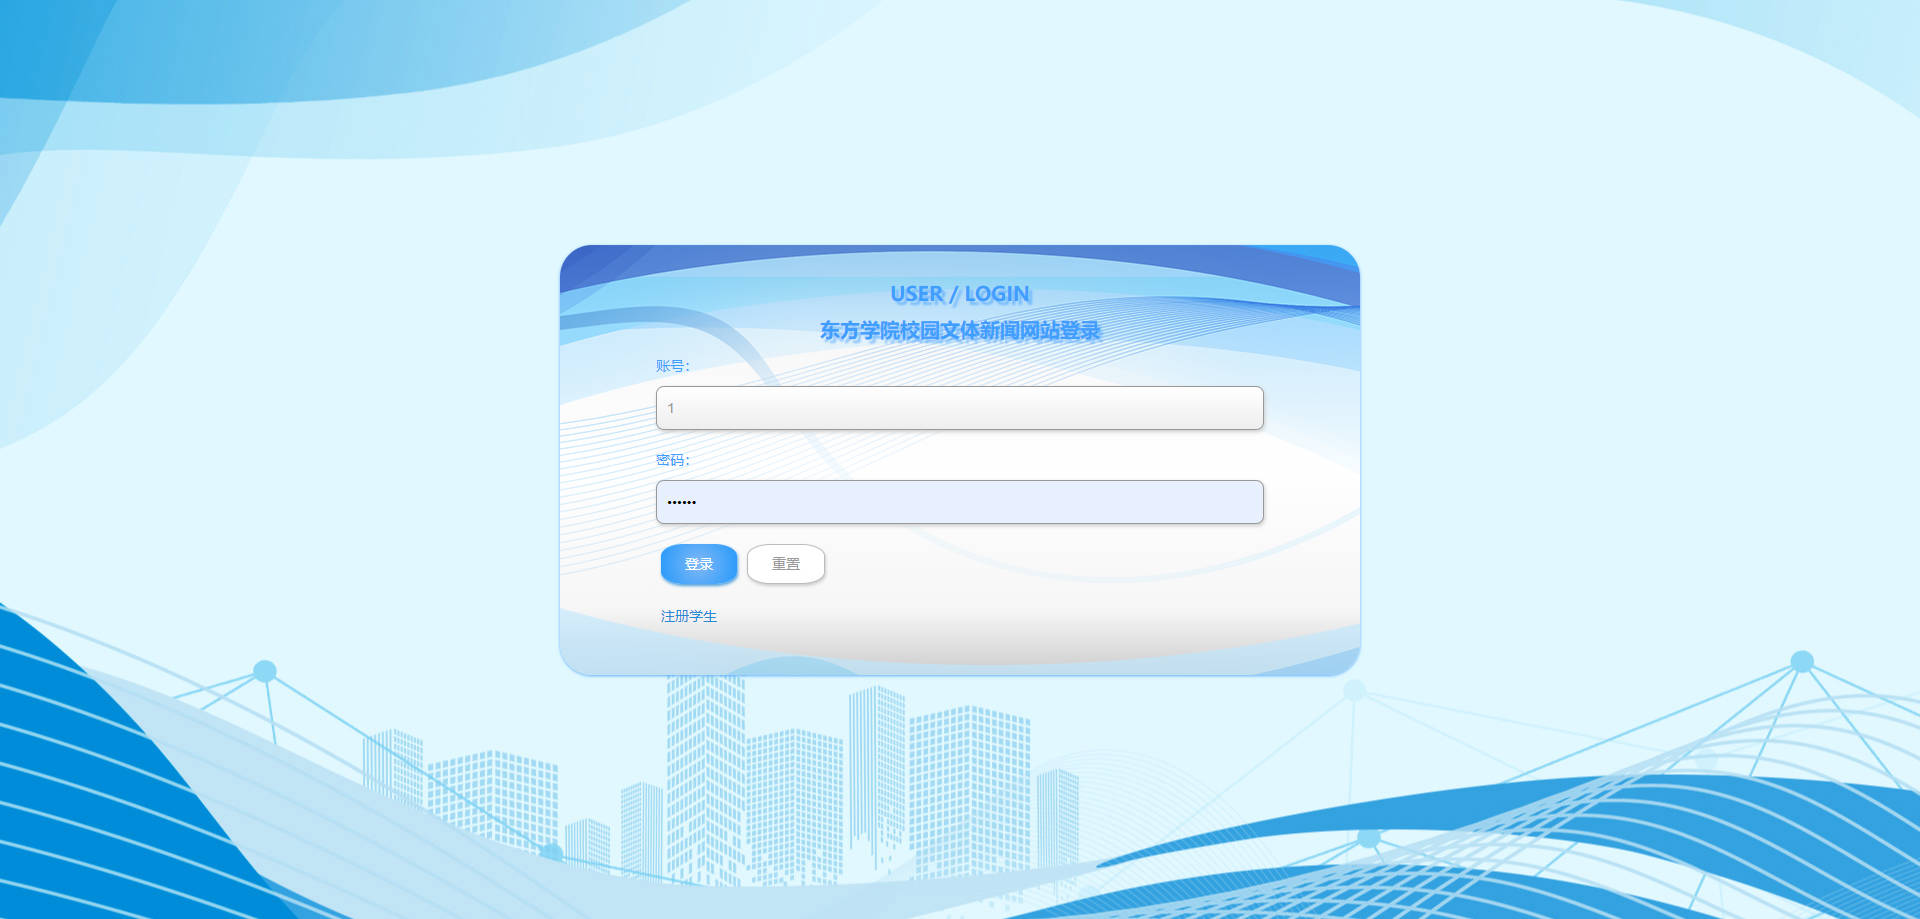 USER / LOGIN
东方学院校园文体新闻网站登录
账号:
1
密码:
••••••
登录 重置
注册学生